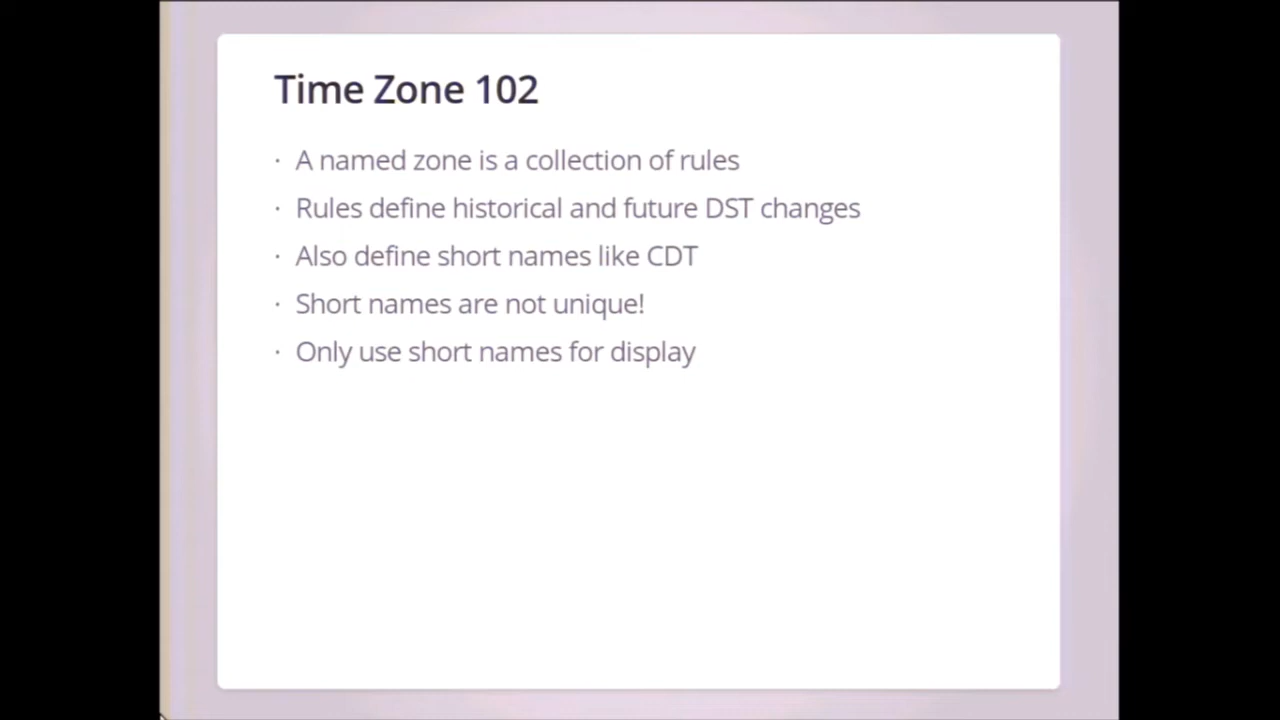 Time Zone 102
· A named zone is a collection of rules
· Rules define historical and future DST changes
· Also define short names like CDT
· Short names are not unique!
· Only use short names for display